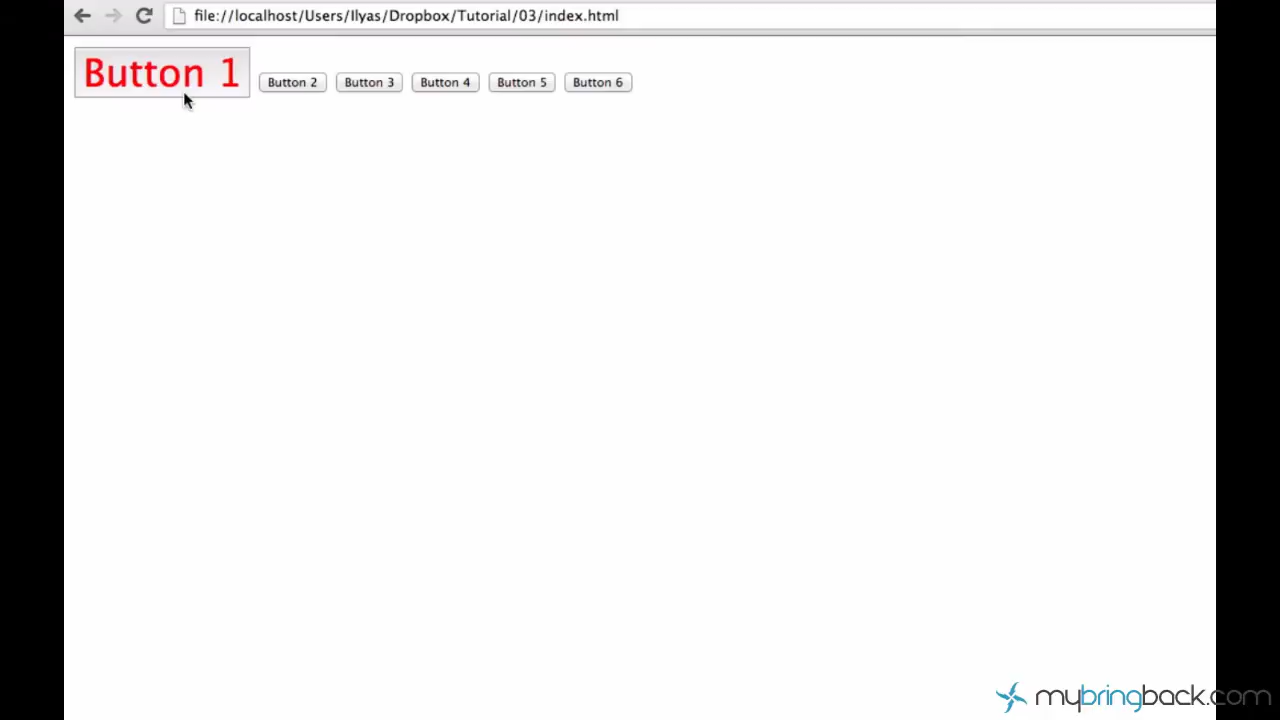 file://localhost/Users/Ilyas/Dropbox/Tutorial/03/index.html
Button 1 Button 2 Button 3 Button 4 Button 5 Button 6
mybringback.com